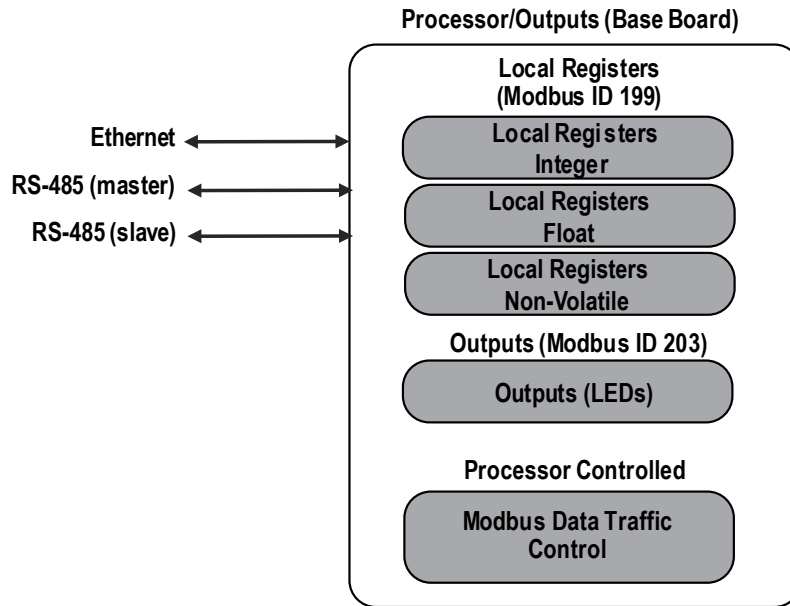 Processor/Outputs (Base Board)
Local Registers
(Modbus ID 199)
Local Registers
Integer
Ethernet
RS-485 (master)
RS-485 (slave)
Local Registers
Float
Local Registers
Non-Volatile
Outputs (Modbus ID 203)
Outputs (LEDs)
Processor Controlled
Modbus Data Traffic
Control